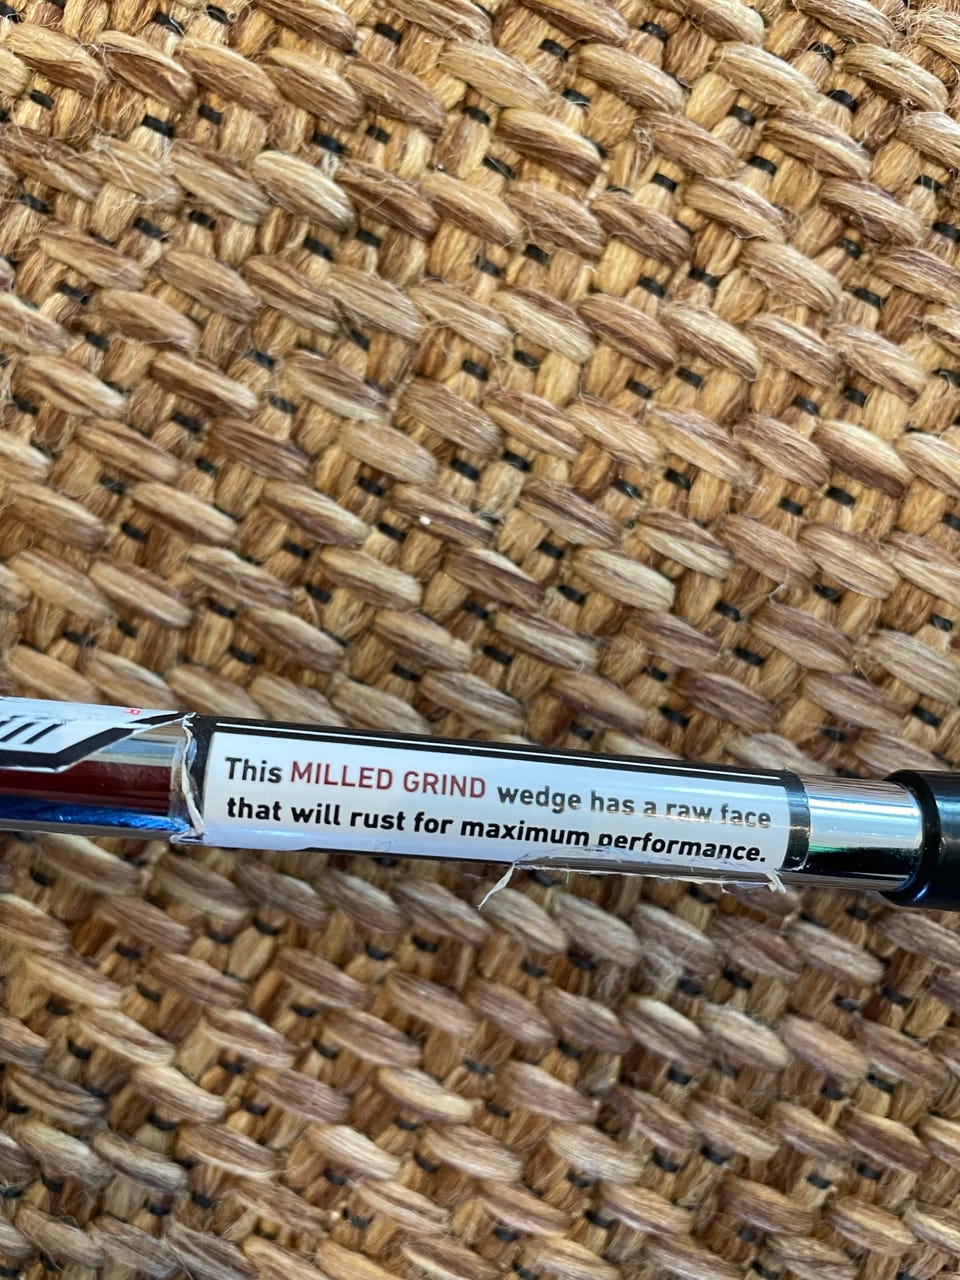 This MILLED GRIND wedge has a raw face
that will rust for maximum performance.